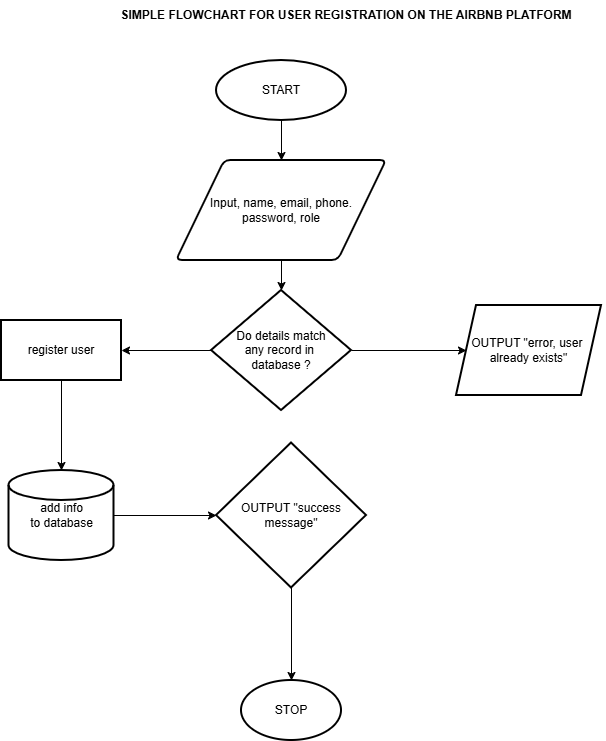 SIMPLE FLOWCHART FOR USER REGISTRATION ON THE AIRBNB PLATFORM
START
Input, name, email, phone.
password, role
Do details match
any record in
database ?
register user
OUTPUT "error, user
already exists"
add info
to database
OUTPUT "success
message"
STOP